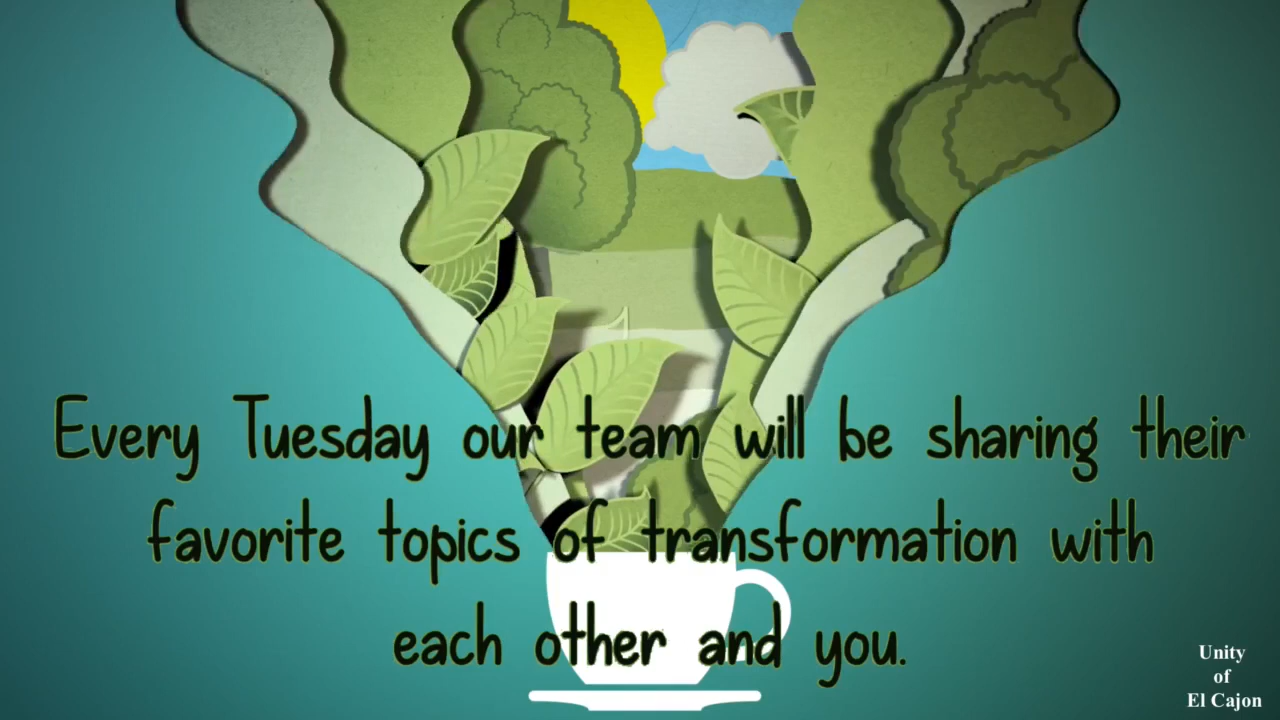 Every Tuesday our team will be sharing their
favorite topics of transformation with
each other and you.
Unity
of
El Cajon